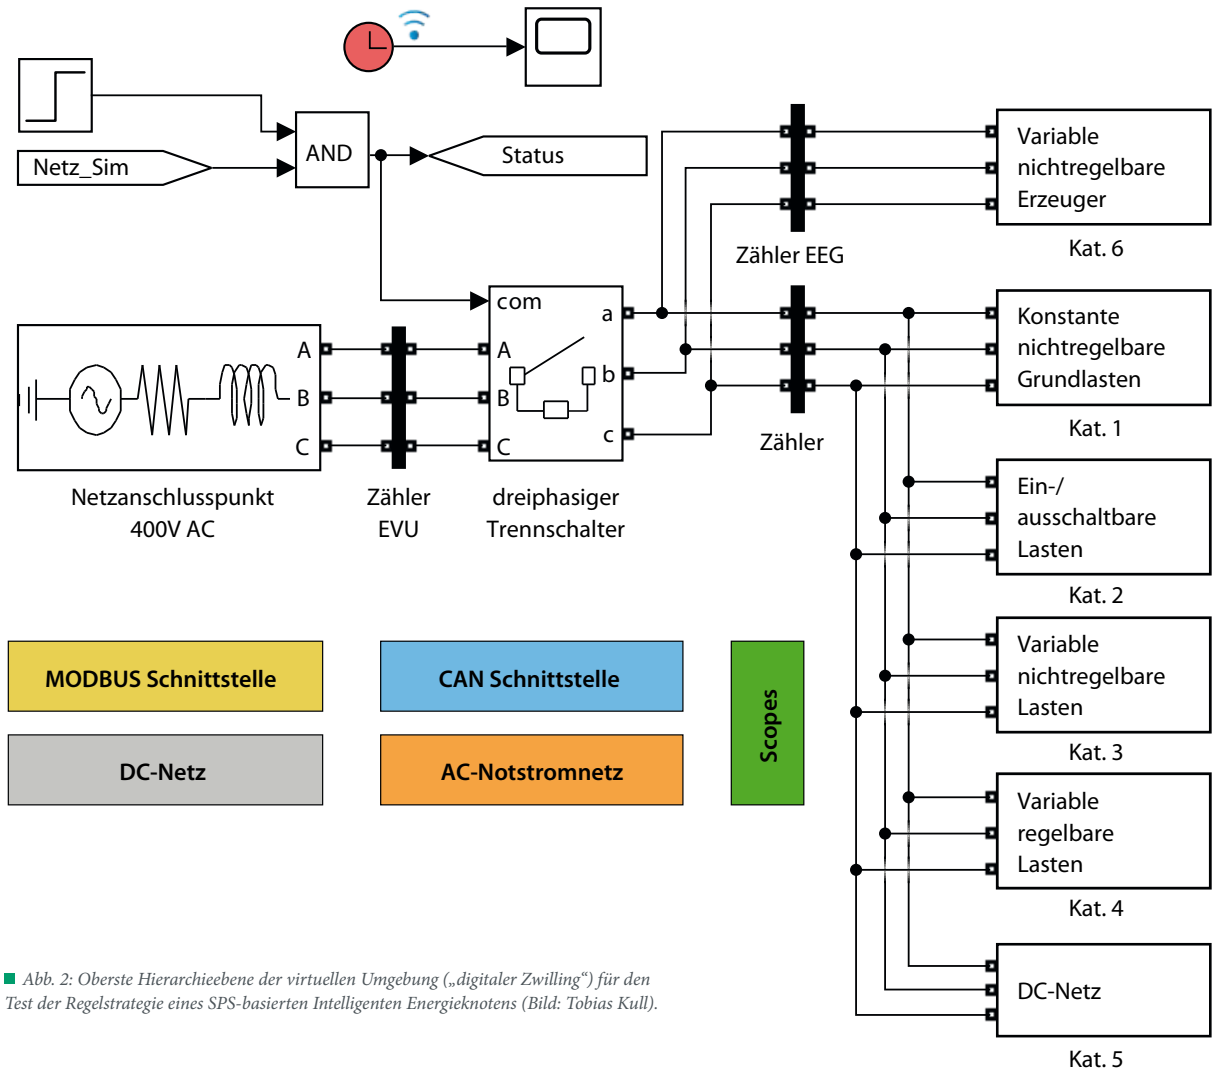 Netz_Sim
AND
Status
Variable
nichtregelbare
Erzeuger
Kat. 6
Zähler EEG
com
A
B
C
a
b
c
A
B
C
Netzanschlusspunkt
400V AC
Zähler
EVU
dreiphasiger
Trennschalter
Zähler
Konstante
nichtregelbare
Grundlasten
Kat. 1
Ein-/
ausschaltbare
Lasten
Kat. 2
Variable
nichtregelbare
Lasten
Kat. 3
Variable
regelbare
Lasten
Kat. 4
DC-Netz
Kat. 5
MODBUS Schnittstelle
CAN Schnittstelle
Scopes
DC-Netz
AC-Notstromnetz
Abb. 2: Oberste Hierarchieebene der virtuellen Umgebung („digitaler Zwilling“) für den
Test der Regelstrategie eines SPS-basierten Intelligenten Energieknotens (Bild: Tobias Kull).